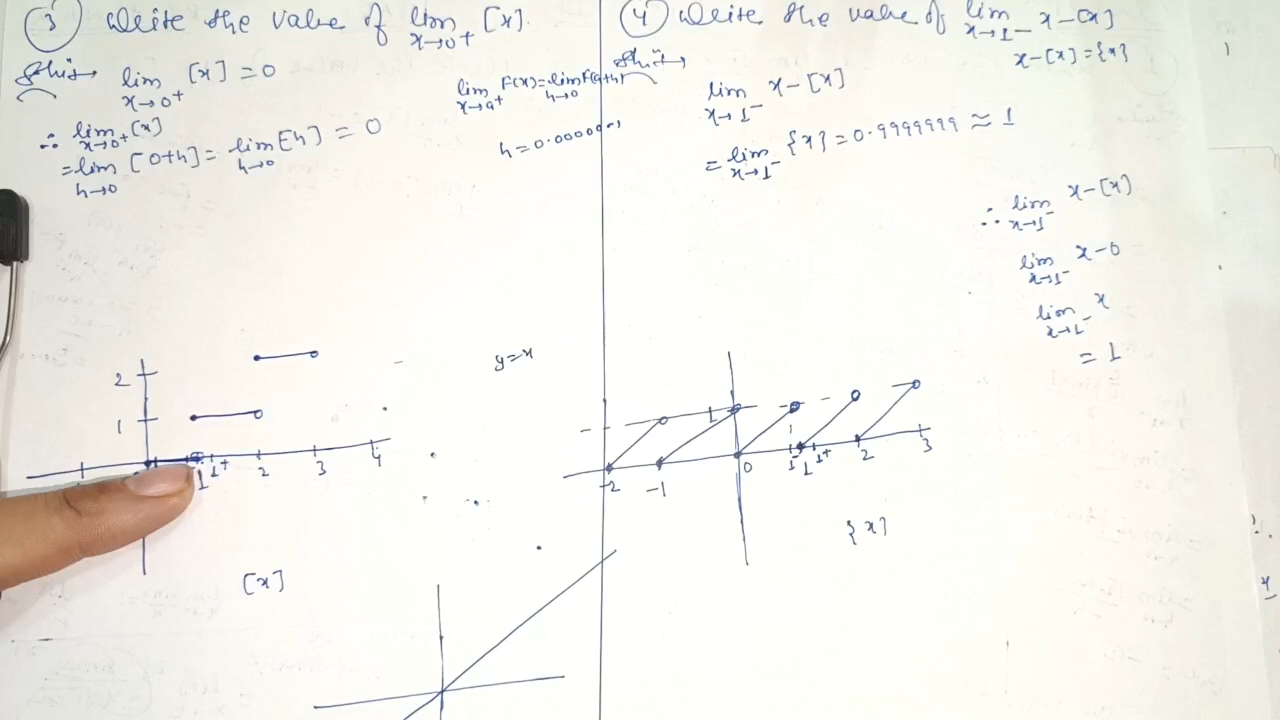 ③ Write the value of lim x→0+ [x].
lim x→0+ [x] = 0
∴ lim x→0+ [x]
= lim h→0 [0+h] = lim h→0 [h] = 0
lim x→a+ F(x) = lim h→0 F(a+h)
2
1
1 1+ 2 3 4
[x]
y=x
④ Write the value of lim x→1- x-[x]
x-[x] = {x}
lim x→1- x-[x]
= lim x→1- {x} = 0.9999999 ≈ 1
∴ lim x→1- x-[x]
lim x→1- x-0
lim x→1- x
= 1
1
-2 -1 0 1- 1 1+ 2 3
{x}